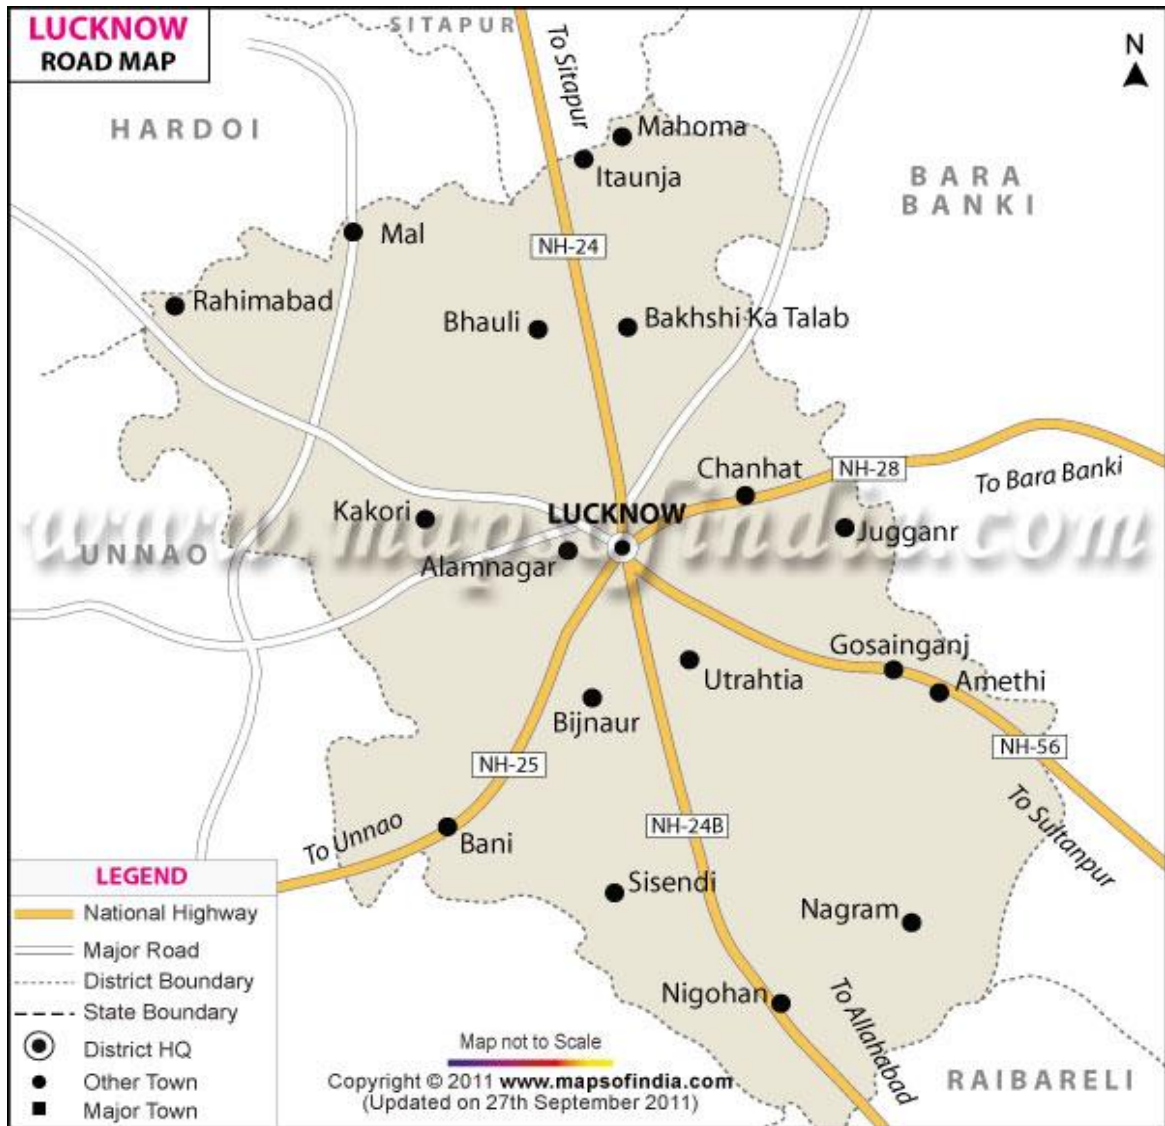 LUCKNOW
ROAD MAP
SITAPUR
To Sitapur
N
HARDOI
Mahoma
Itaunja
BARA
BANKI
Mal
NH-24
Rahimabad
Bhauli
Bakhshi Ka Talab
Chanhat
NH-28
To Bara Banki
Kakori
LUCKNOW
www.mapsofindia.com
Jugganr
UNNAO
Alamnagar
Gosainganj
Utrahtia
Amethi
Bijnaur
NH-56
NH-25
To Sultanpur
To Unnao
Bani
NH-24B
LEGEND
National Highway
Major Road
District Boundary
State Boundary
District HQ
Other Town
Major Town
Sisendi
Nagram
Nigohan
To Allahabad
RAIBARELI
Map not to Scale
Copyright © 2011 www.mapsofindia.com
(Updated on 27th September 2011)